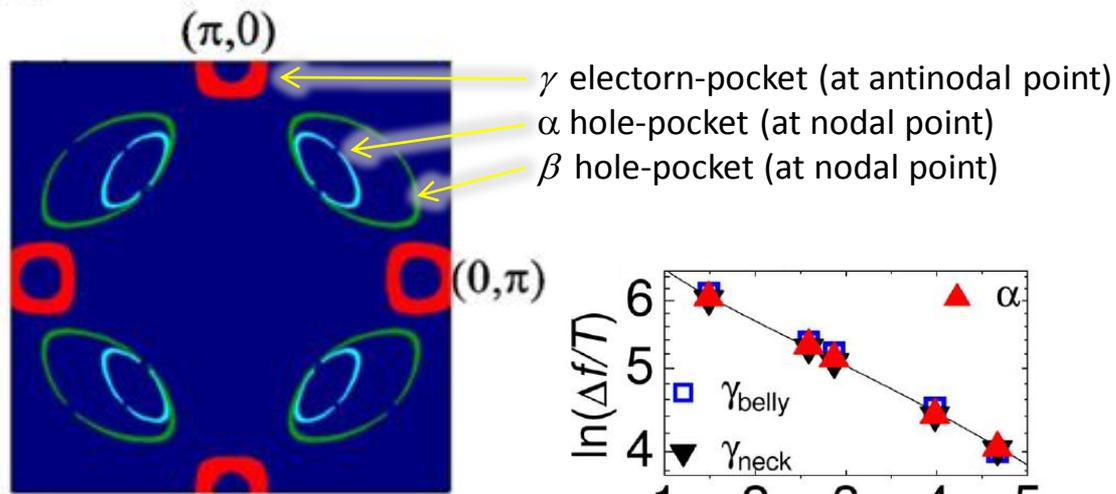 (π,0)
γ electorn-pocket (at antinodal point)
α hole-pocket (at nodal point)
β hole-pocket (at nodal point)
(0,π)
6
5
4
ln(Δf/T)
α
γbelly
γneck
1 2 3 4 5